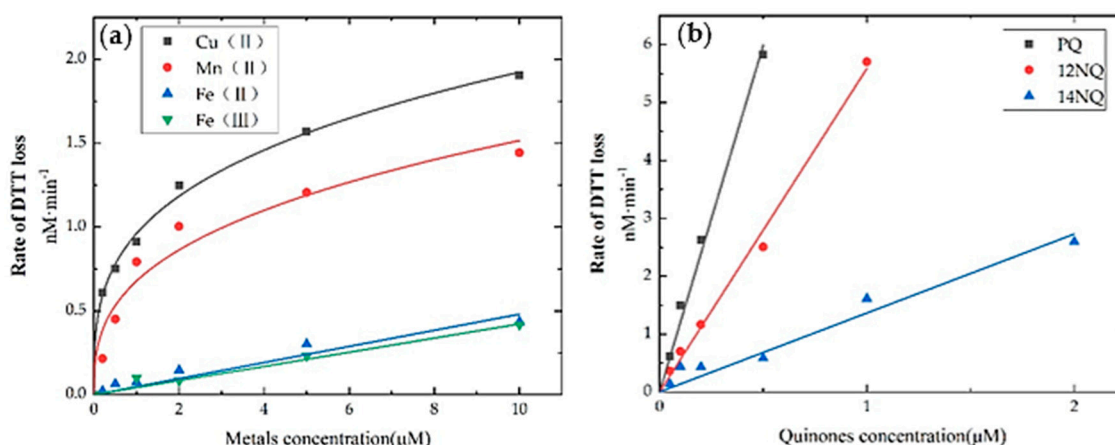 (a)
Cu (II)
Mn (II)
Fe (II)
Fe (III)
Rate of DTT loss
nM·min⁻¹
2.0
1.5
1.0
0.5
0.0
0 2 4 6 8 10
Metals concentration(μM)
(b)
PQ
12NQ
14NQ
Rate of DTT loss
nM·min⁻¹
6
5
4
3
2
1
0
0 1 2
Quinones concentration(μM)